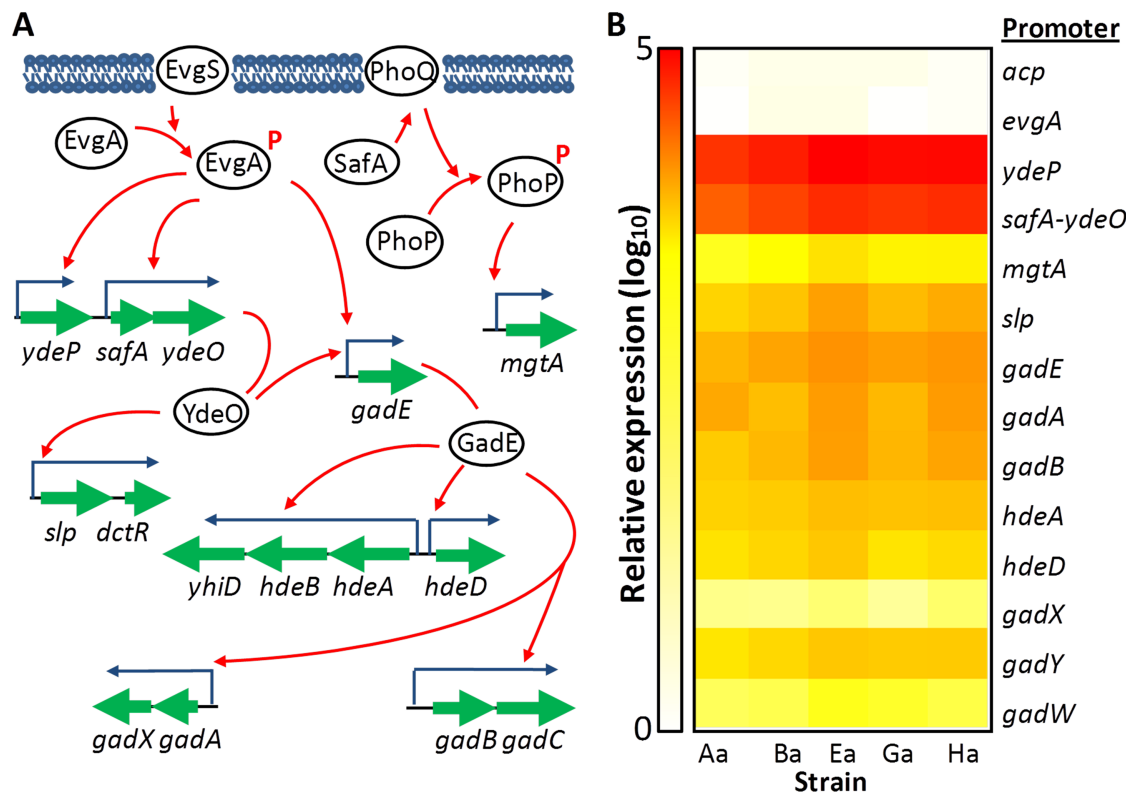 A
EvgS
PhoQ
EvgA
EvgA
P
SafA
PhoP
P
PhoP
ydeP safA ydeO
mgtA
gadE
YdeO
GadE
slp dctR
yhiD hdeB hdeA hdeD
gadX gadA
gadB gadC
B
Promoter
5
Relative expression (log10)
0
acp
evgA
ydeP
safA-ydeO
mgtA
slp
gadE
gadA
gadB
hdeA
hdeD
gadX
gadY
gadW
Aa Ba Ea Ga Ha
Strain